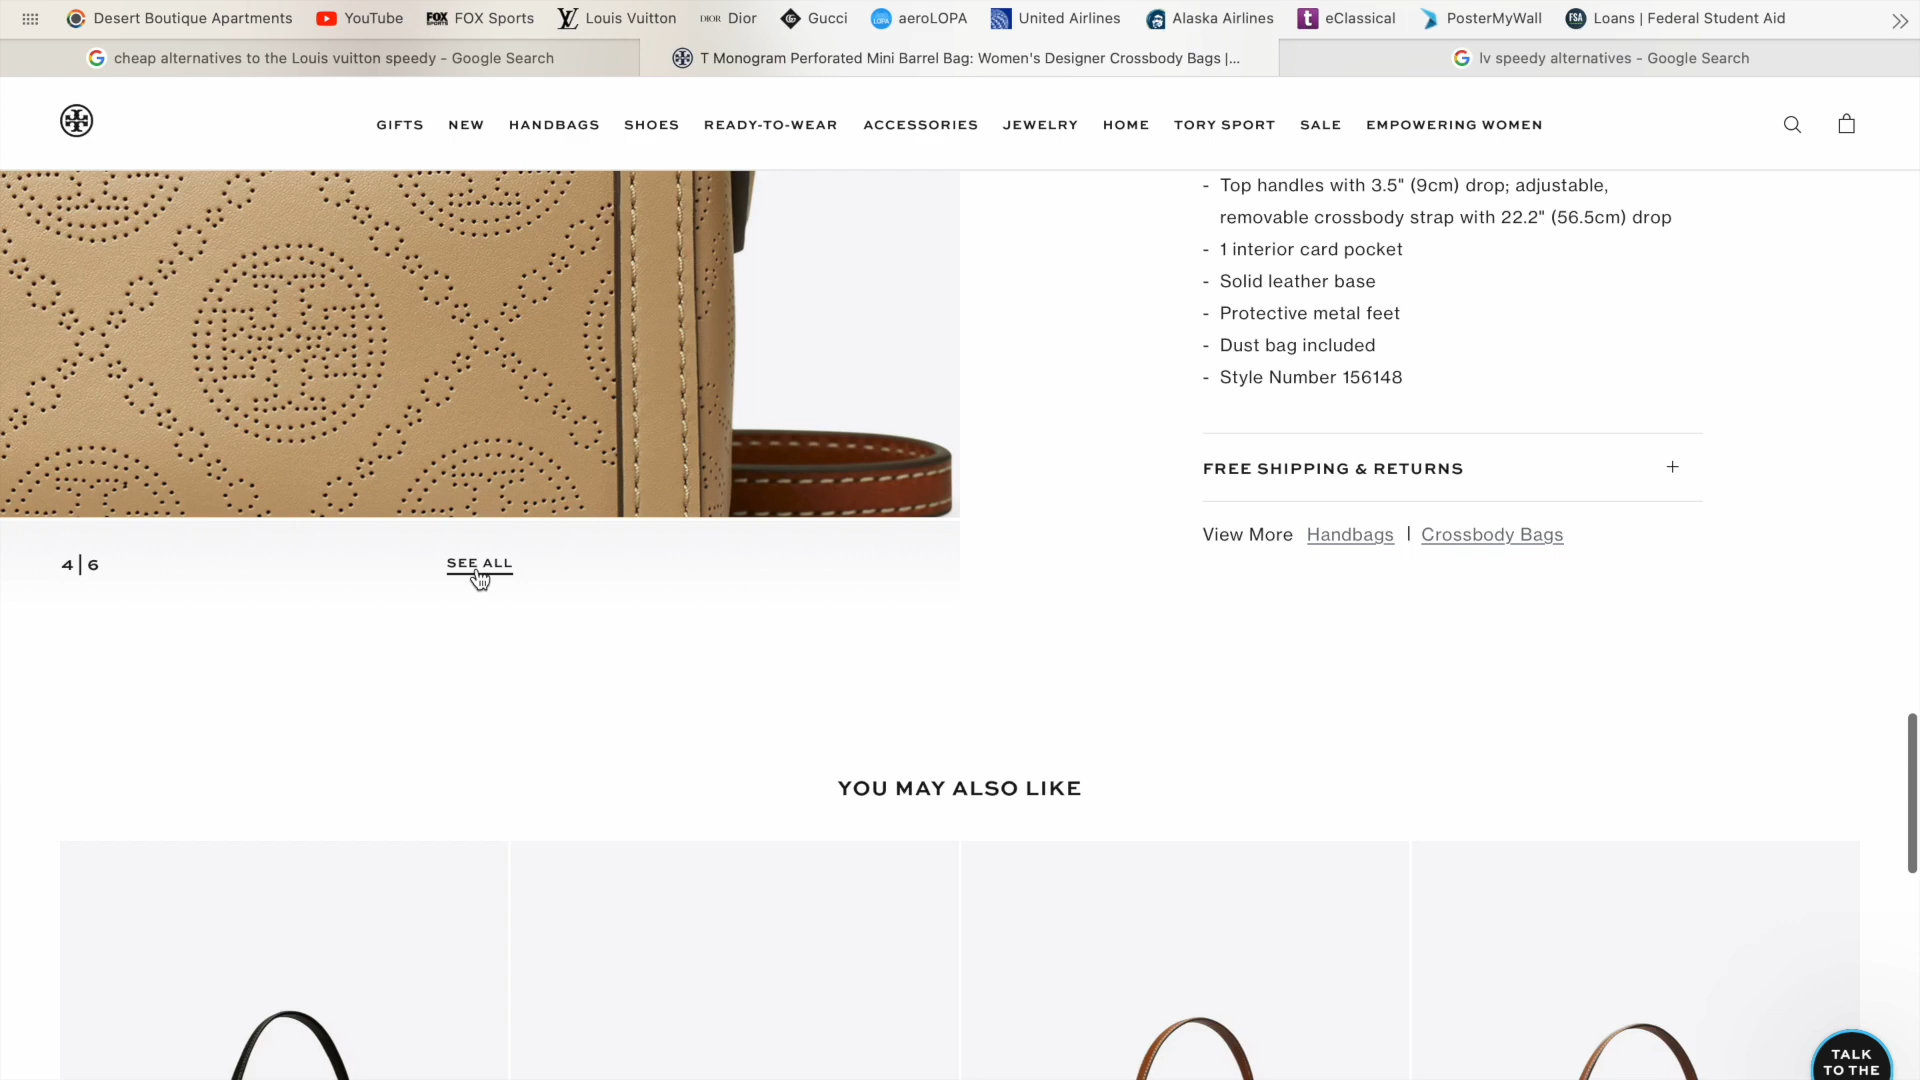 Desert Boutique Apartments YouTube FOX Sports Louis Vuitton DIOR Dior Gucci LOPA aeroLOPA United Airlines Alaska Airlines t eClassical PosterMyWall FSA Loans | Federal Student Aid
cheap alternatives to the Louis vuitton speedy - Google Search
T Monogram Perforated Mini Barrel Bag: Women's Designer Crossbody Bags |...
lv speedy alternatives - Google Search
GIFTS NEW HANDBAGS SHOES READY-TO-WEAR ACCESSORIES JEWELRY HOME TORY SPORT SALE EMPOWERING WOMEN
- Top handles with 3.5" (9cm) drop; adjustable,
removable crossbody strap with 22.2" (56.5cm) drop
- 1 interior card pocket
- Solid leather base
- Protective metal feet
- Dust bag included
- Style Number 156148
FREE SHIPPING & RETURNS +
View More Handbags | Crossbody Bags
4 | 6
SEE ALL
YOU MAY ALSO LIKE
TALK
TO THE